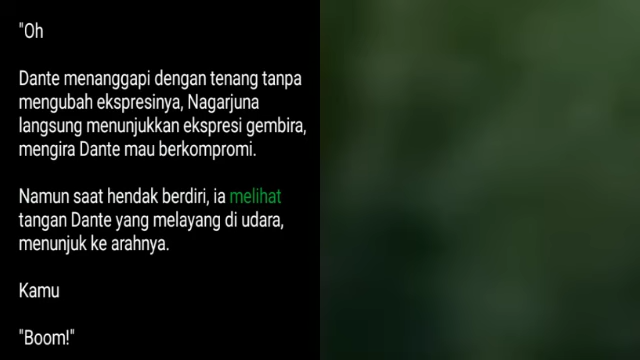 "Oh
Dante menanggapi dengan tenang tanpa
mengubah ekspresinya, Nagarjuna
langsung menunjukkan ekspresi gembira,
mengira Dante mau berkompromi.
Namun saat hendak berdiri, ia melihat
tangan Dante yang melayang di udara,
menunjuk ke arahnya.
Kamu
"Boom!"